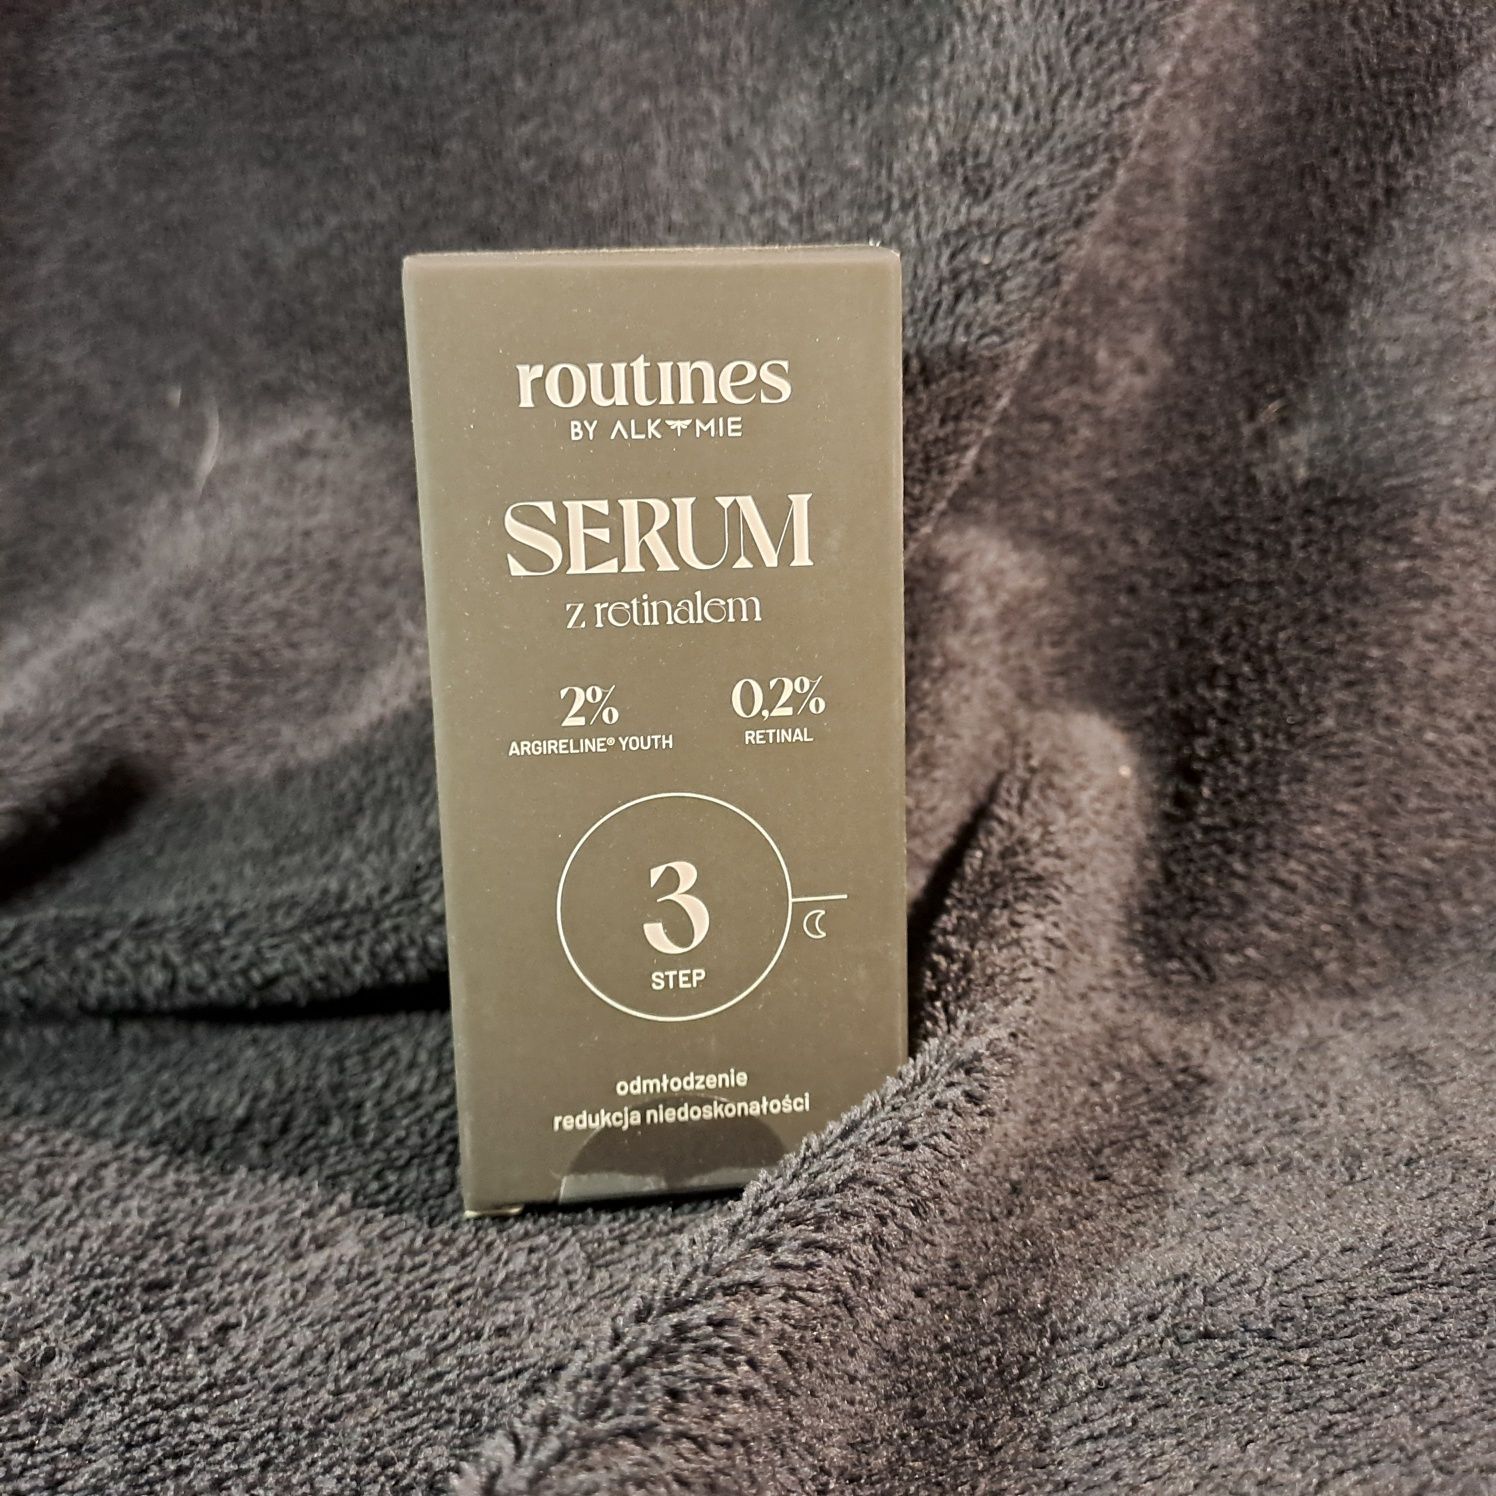 routines
BY ALKMIE
SERUM
z retinalem
2%
ARGIRELINE® YOUTH
0,2%
RETINAL
3
STEP
odmłodzenie
redukcja niedoskonałości